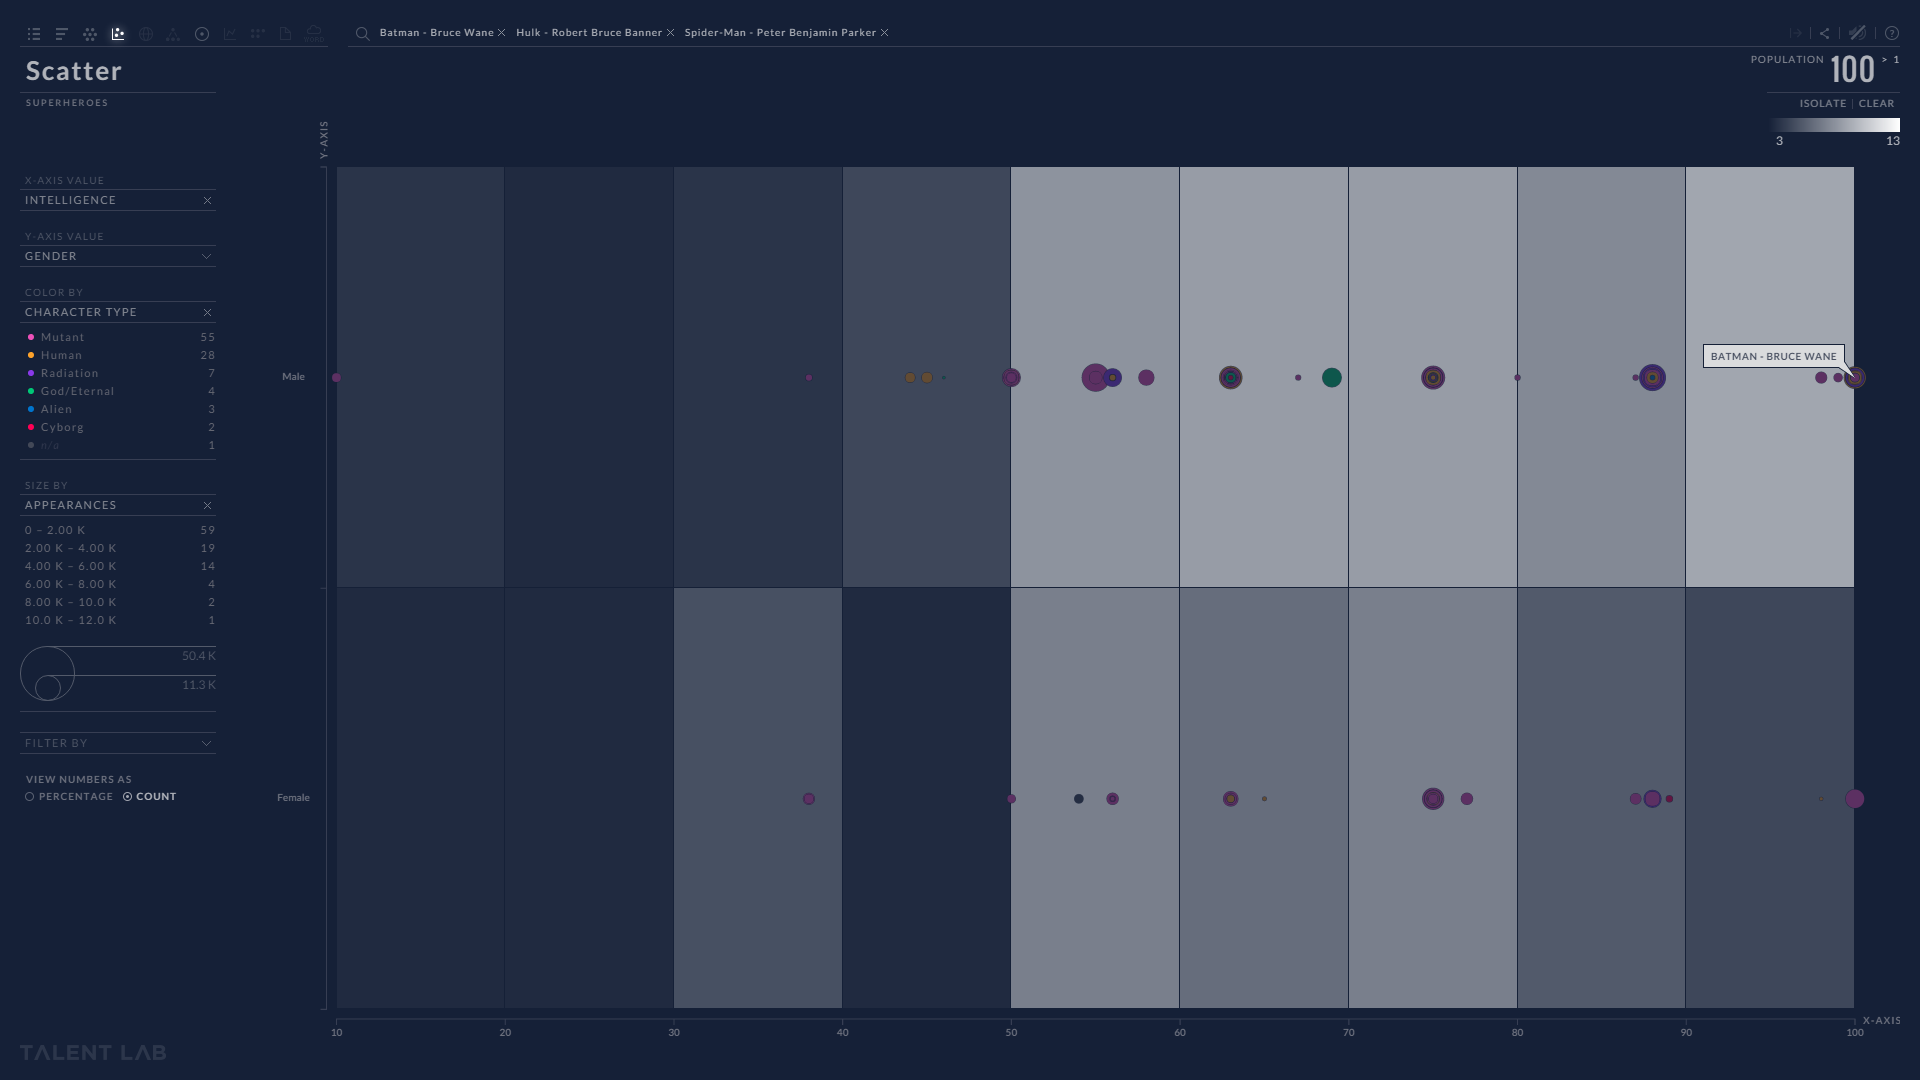 Batman - Bruce Wane
Hulk - Robert Bruce Banner
Spider-Man - Peter Benjamin Parker
Scatter
SUPERHEROES
POPULATION 100 > 1
ISOLATE | CLEAR
3 13
Y-AXIS
X-AXIS VALUE
INTELLIGENCE
Y-AXIS VALUE
GENDER
COLOR BY
CHARACTER TYPE
Mutant 55
Human 28
Radiation 7
God/Eternal 4
Alien 3
Cyborg 2
n/a 1
SIZE BY
APPEARANCES
0 – 2.00 K 59
2.00 K – 4.00 K 19
4.00 K – 6.00 K 14
6.00 K – 8.00 K 4
8.00 K – 10.0 K 2
10.0 K – 12.0 K 1
50.4 K
11.3 K
FILTER BY
VIEW NUMBERS AS
PERCENTAGE COUNT
Male
BATMAN - BRUCE WANE
Female
10 20 30 40 50 60 70 80 90 100
X-AXIS
TALENT LAB